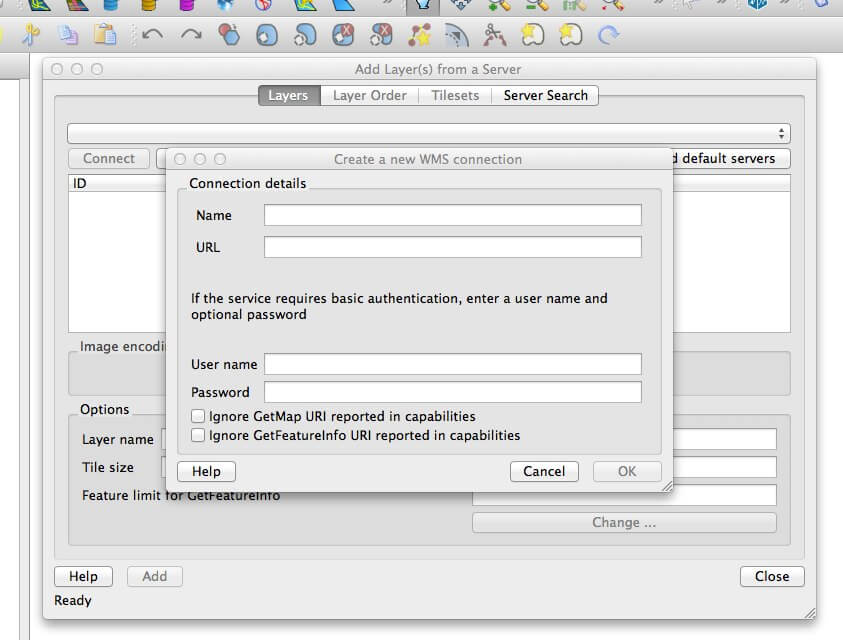 Add Layer(s) from a Server
Layers
Layer Order
Tilesets
Server Search
Connect
default servers
ID
Create a new WMS connection
Connection details
Name
URL
If the service requires basic authentication, enter a user name and
optional password
User name
Password
Ignore GetMap URI reported in capabilities
Ignore GetFeatureInfo URI reported in capabilities
Help
Cancel
OK
Image
Options
Layer name
Tile size
Feature limit for GetFeatureInfo
Change ...
Help
Add
Close
Ready